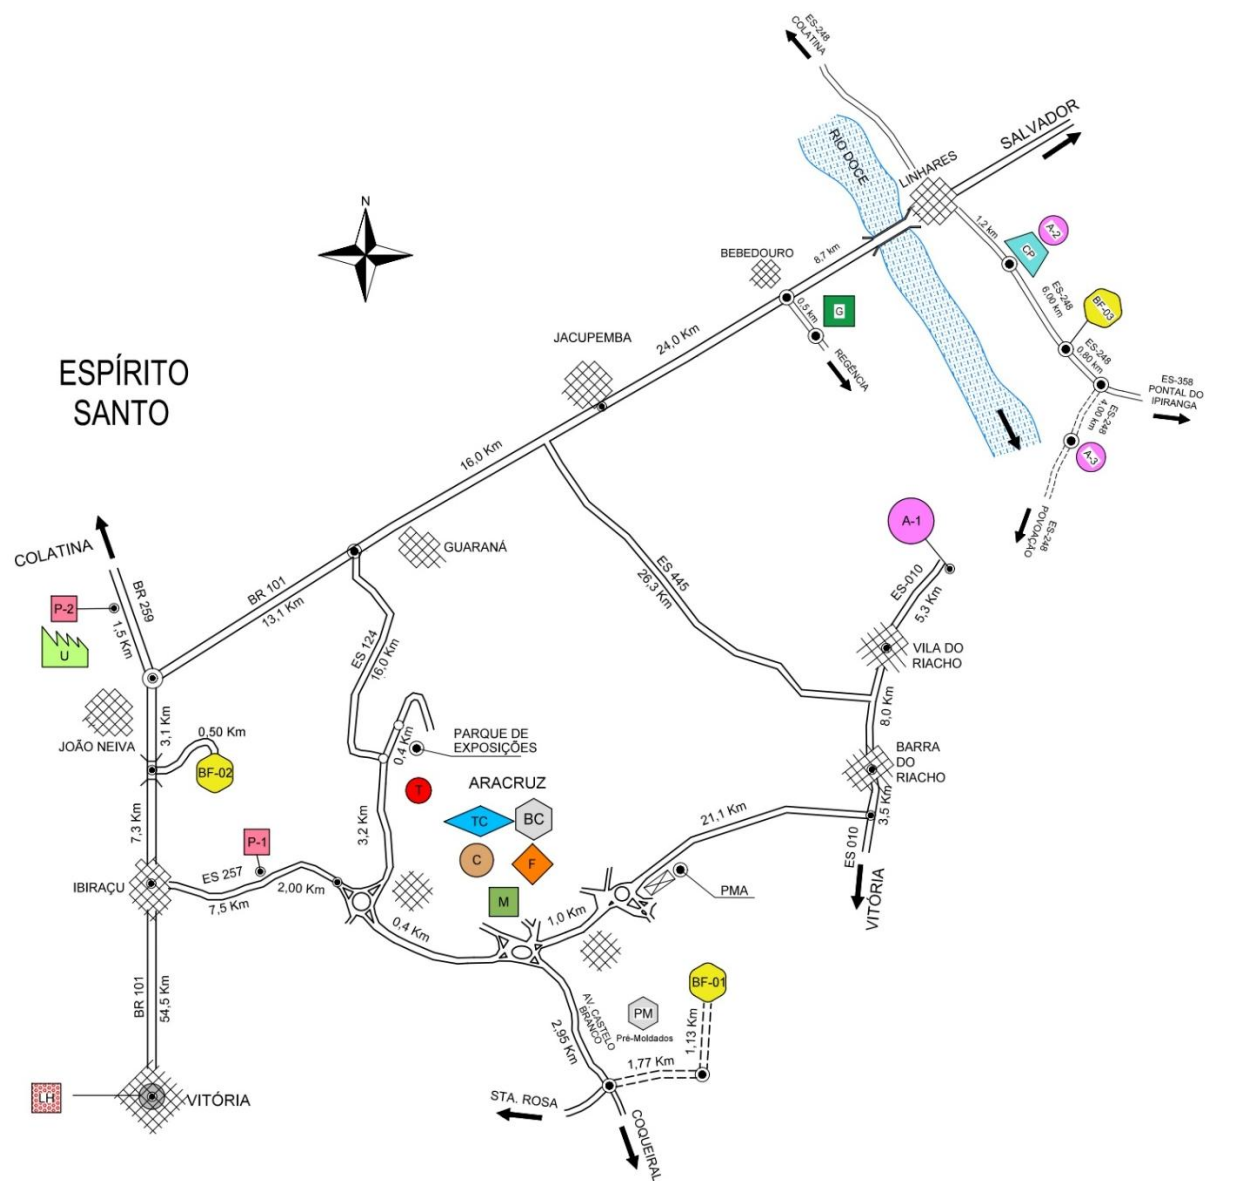 ES-248
COLATINA
SALVADOR
RIO DOCE
LINHARES
N
1,2 km
A-2
CP
BEBEDOURO
8,7 km
ES-248
6,00 km
BF-03
0,5 km
G
JACUPEMBA
24,0 Km
REGÊNCIA
ES-248
0,80 km
ESPÍRITO
SANTO
ES-358
PONTAL DO
IPIRANGA
ES-248
4,00 km
A-3
16,0 Km
A-1
ES-248
POVOAÇÃO
COLATINA
GUARANÁ
BR 259
1,5 Km
P-2
U
BR 101
13,1 Km
ES 445
26,3 Km
ES-010
5,3 Km
ES 124
16,0 Km
VILA DO
RIACHO
8,0 Km
JOÃO NEIVA
3,1 Km
0,50 Km
BF-02
0,4 Km
PARQUE DE
EXPOSIÇÕES
BARRA
DO
RIACHO
ARACRUZ
T
TC
BC
C
F
M
7,3 Km
3,2 Km
21,1 Km
3,5 Km
ES 010
VITÓRIA
P-1
IBIRAÇU
ES 257
7,5 Km
2,00 Km
PMA
0,4 Km
1,0 Km
BR 101
54,5 Km
AV. CASTELO
BRANCO
2,95 Km
PM
Pré-Moldados
BF-01
1,13 Km
1,77 Km
LH
VITÓRIA
STA. ROSA
COQUEIRAL